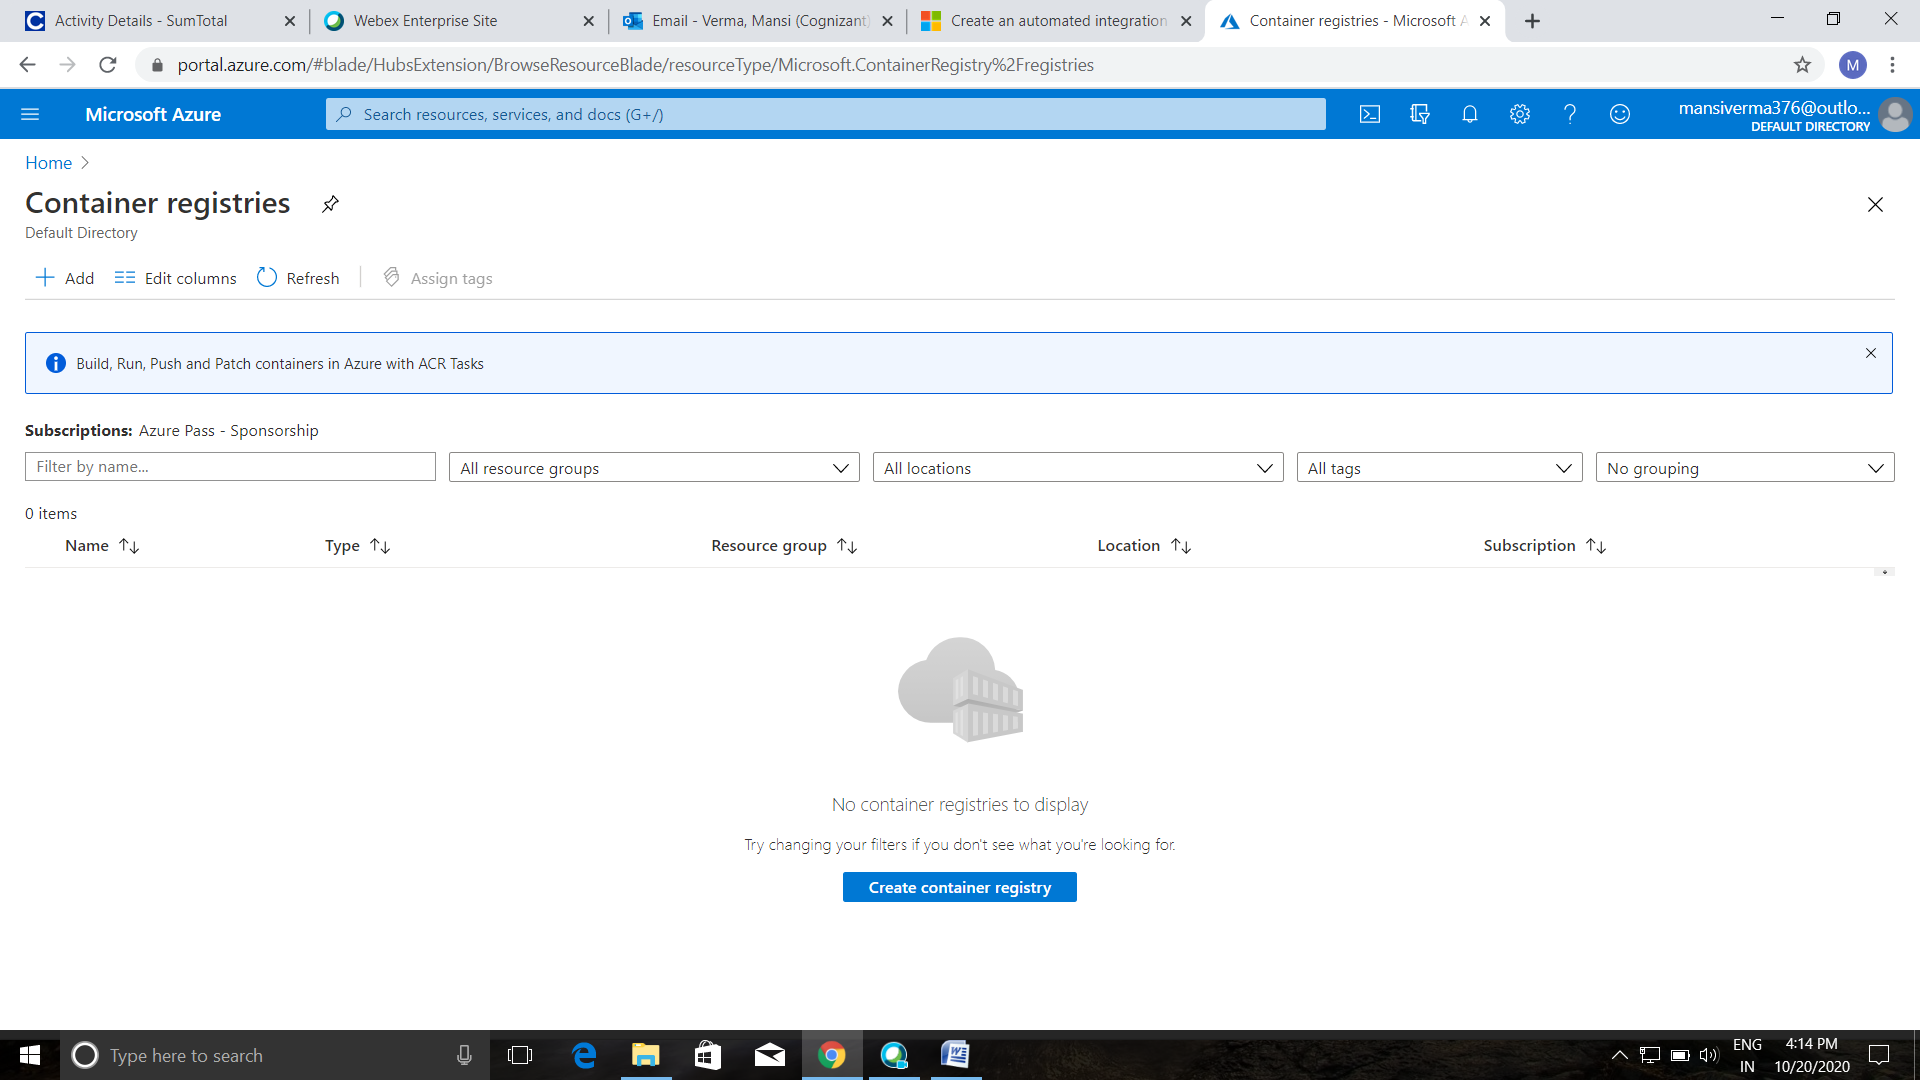 Activity Details - SumTotal
Webex Enterprise Site
Email - Verma, Mansi (Cognizant)
Create an automated integration
Container registries - Microsoft A
portal.azure.com/#blade/HubsExtension/BrowseResourceBlade/resourceType/Microsoft.ContainerRegistry%2Fregistries
M
Microsoft Azure
Search resources, services, and docs (G+/)
mansiverma376@outlo...
DEFAULT DIRECTORY
Home
Container registries
Default Directory
Add
Edit columns
Refresh
Assign tags
Build, Run, Push and Patch containers in Azure with ACR Tasks
Subscriptions: Azure Pass - Sponsorship
Filter by name...
All resource groups
All locations
All tags
No grouping
0 items
Name
Type
Resource group
Location
Subscription
No container registries to display
Try changing your filters if you don't see what you're looking for.
Create container registry
Type here to search
ENG
IN
4:14 PM
10/20/2020